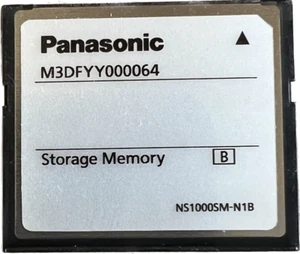 Panasonic
M3DFYY000064
Storage Memory B
NS1000SM-N1B